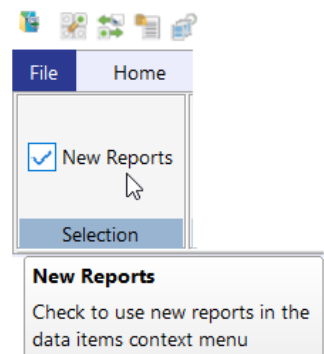 File Home
New Reports
Selection
New Reports
Check to use new reports in the
data items context menu